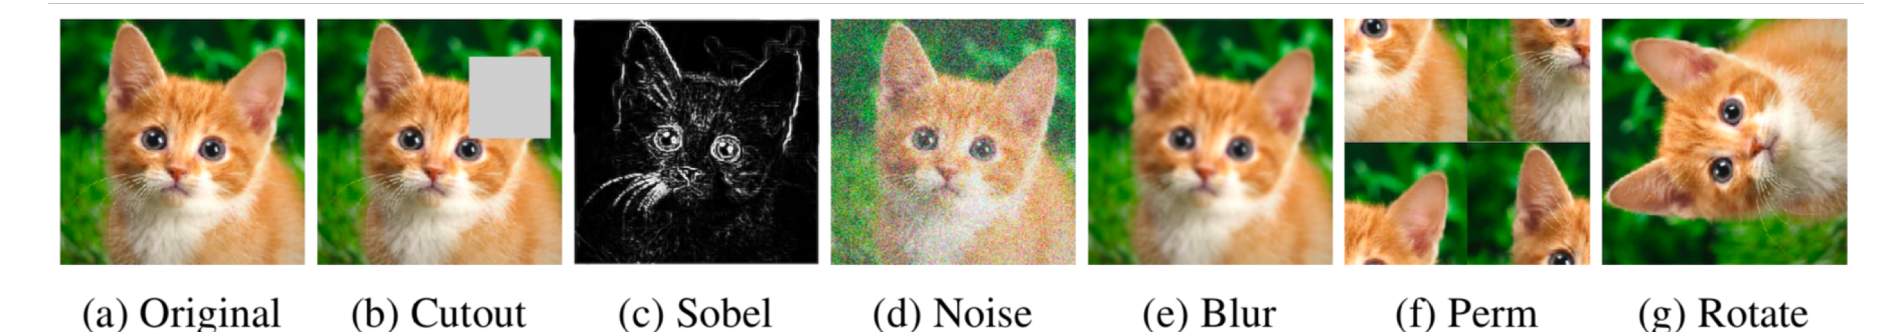 (a) Original (b) Cutout (c) Sobel (d) Noise (e) Blur (f) Perm (g) Rotate